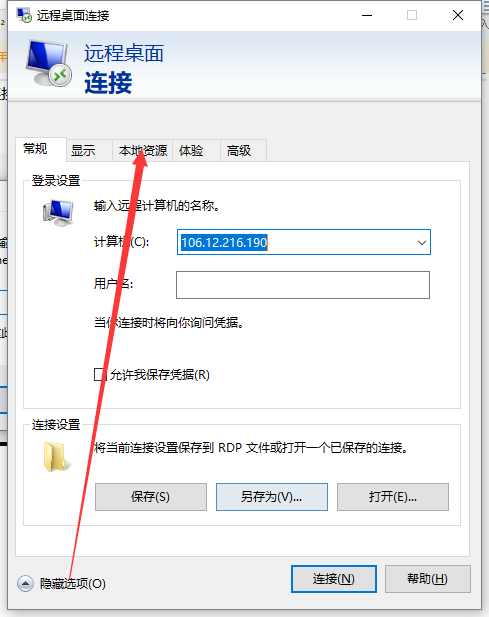 远程桌面连接
远程桌面
连接
常规 显示 本地资源 体验 高级
登录设置
输入远程计算机的名称。
计算机(C): 106.12.216.190
用户名:
当你连接时将向你询问凭据。
允许我保存凭据(R)
连接设置
将当前连接设置保存到 RDP 文件或打开一个已保存的连接。
保存(S) 另存为(V)... 打开(E)...
隐藏选项(O) 连接(N) 帮助(H)